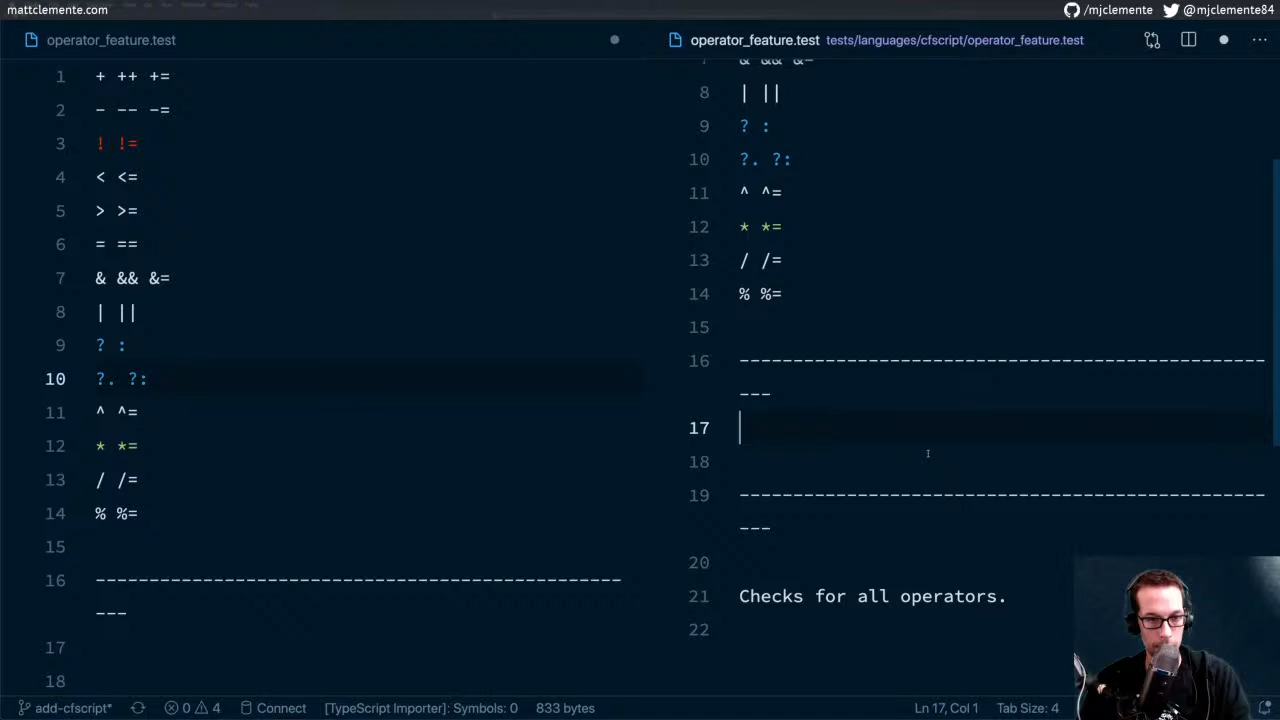 mattclemente.com
/mjclemente @mjclemente84
operator_feature.test
operator_feature.test tests/languages/cfscript/operator_feature.test
1 + ++ +=
2 - -- -=
3 ! !=
4 < <=
5 > >=
6 = ==
7 & && &=
8 | ||
9 ? :
10 ?. ?:
11 ^ ^=
12 * *=
13 / /=
14 % %=
15
16 -------------------------------------------------
---
17
18
7 & && &=
8 | ||
9 ? :
10 ?. ?:
11 ^ ^=
12 * *=
13 / /=
14 % %=
15
16 -------------------------------------------------
---
17
18
19 -------------------------------------------------
---
20
21 Checks for all operators.
22
add-cfscript* 0 4 Connect [TypeScript Importer]: Symbols: 0 833 bytes Ln 17, Col 1 Tab Size: 4